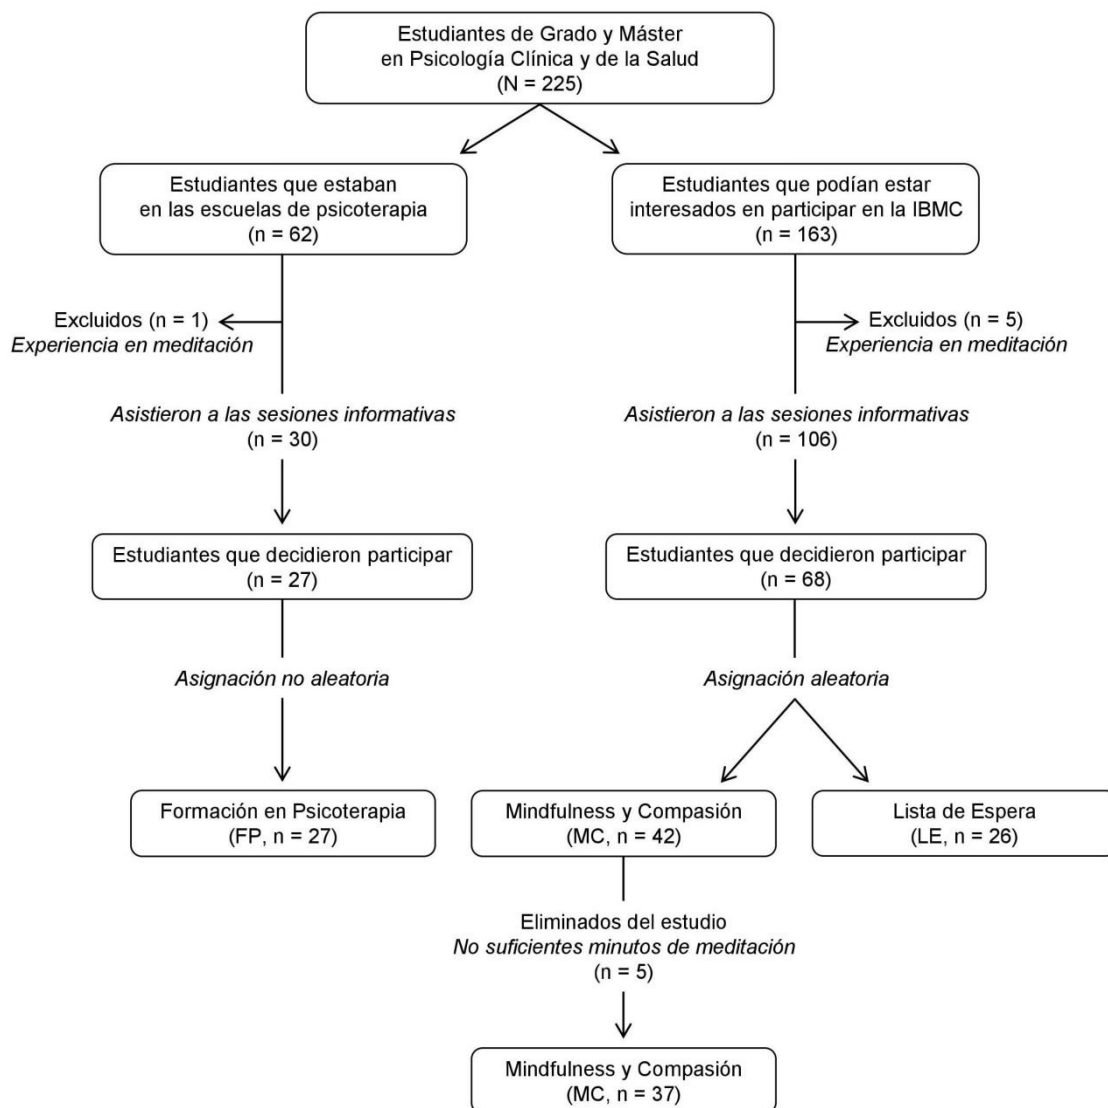 Estudiantes de Grado y Máster
en Psicología Clínica y de la Salud
(N = 225)
Estudiantes que estaban
en las escuelas de psicoterapia
(n = 62)
Estudiantes que podían estar
interesados en participar en la IBMC
(n = 163)
Excluidos (n = 1)
Experiencia en meditación
Excluidos (n = 5)
Experiencia en meditación
Asistieron a las sesiones informativas
(n = 30)
Asistieron a las sesiones informativas
(n = 106)
Estudiantes que decidieron participar
(n = 27)
Estudiantes que decidieron participar
(n = 68)
Asignación no aleatoria
Asignación aleatoria
Formación en Psicoterapia
(FP, n = 27)
Mindfulness y Compasión
(MC, n = 42)
Lista de Espera
(LE, n = 26)
Eliminados del estudio
No suficientes minutos de meditación
(n = 5)
Mindfulness y Compasión
(MC, n = 37)